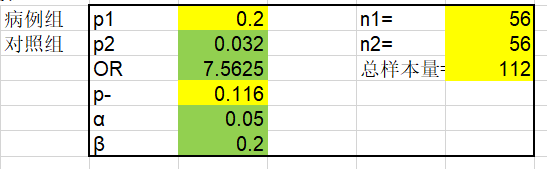 病例组 p1 0.2 n1= 56
对照组 p2 0.032 n2= 56
OR 7.5625 总样本量= 112
p- 0.116
α 0.05
β 0.2